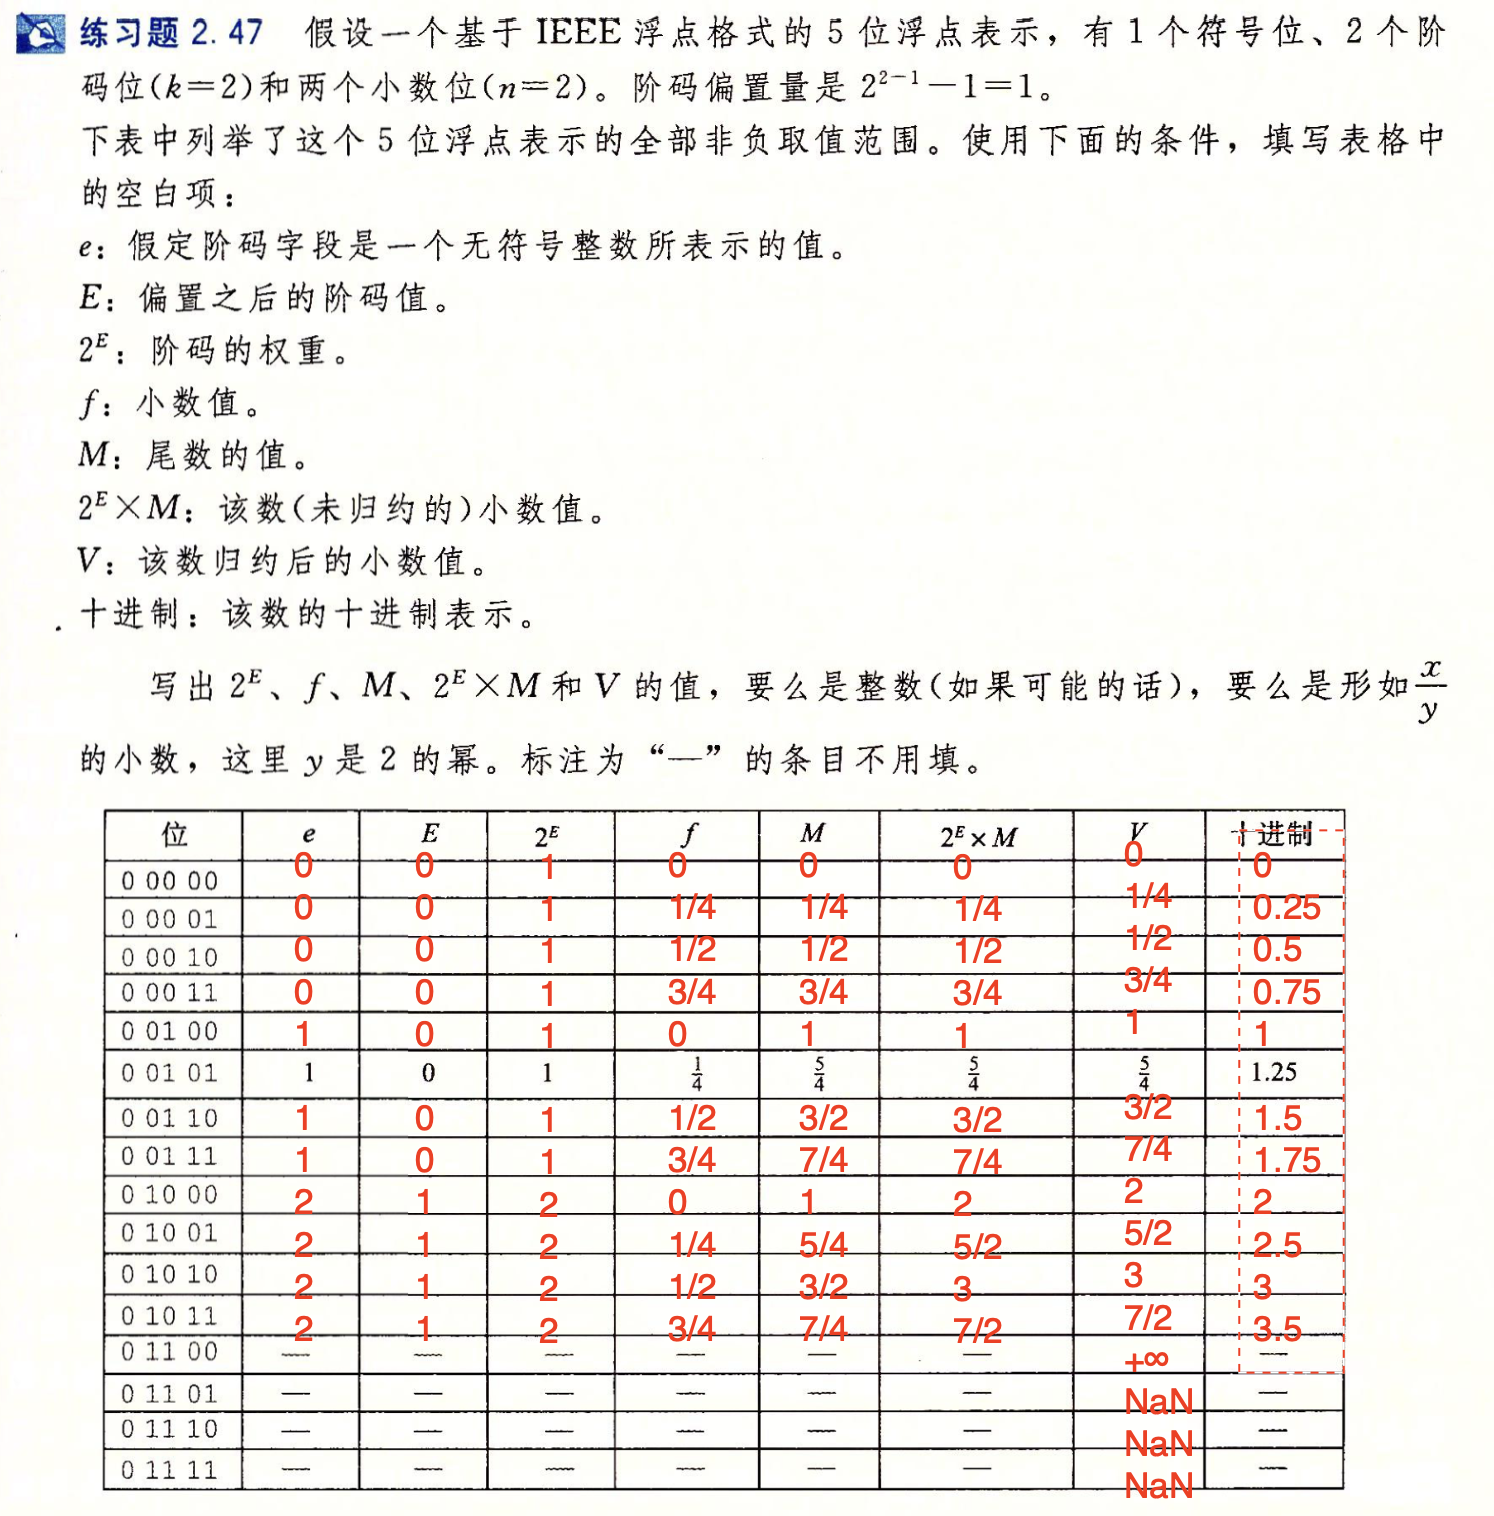 练习题 2.47 假设一个基于 IEEE 浮点格式的 5 位浮点表示，有 1 个符号位、2 个阶
码位(k=2)和两个小数位(n=2)。阶码偏置量是 2²⁻¹-1=1。
下表中列举了这个 5 位浮点表示的全部非负取值范围。使用下面的条件，填写表格中
的空白项：
e：假定阶码字段是一个无符号整数所表示的值。
E：偏置之后的阶码值。
2^E：阶码的权重。
f：小数值。
M：尾数的值。
2^E×M：该数(未归约的)小数值。
V：该数归约后的小数值。
十进制：该数的十进制表示。
写出 2^E、f、M、2^E×M 和 V 的值，要么是整数(如果可能的话)，要么是形如 x/y
的小数，这里 y 是 2 的幂。标注为“—”的条目不用填。
位 e E 2^E f M 2^E×M V 十进制
0 00 00 0 0 1 0 0 0 0 0
0 00 01 0 0 1 1/4 1/4 1/4 1/4 0.25
0 00 10 0 0 1 1/2 1/2 1/2 1/2 0.5
0 00 11 0 0 1 3/4 3/4 3/4 3/4 0.75
0 01 00 1 0 1 0 1 1 1 1
0 01 01 1 0 1 1/4 5/4 5/4 5/4 1.25
0 01 10 1 0 1 1/2 3/2 3/2 3/2 1.5
0 01 11 1 0 1 3/4 7/4 7/4 7/4 1.75
0 10 00 2 1 2 0 1 2 2 2
0 10 01 2 1 2 1/4 5/4 5/2 5/2 2.5
0 10 10 2 1 2 1/2 3/2 3 3 3
0 10 11 2 1 2 3/4 7/4 7/2 7/2 3.5
0 11 00 — — — — — — +∞ —
0 11 01 — — — — — — NaN —
0 11 10 — — — — — — NaN —
0 11 11 — — — — — — NaN —